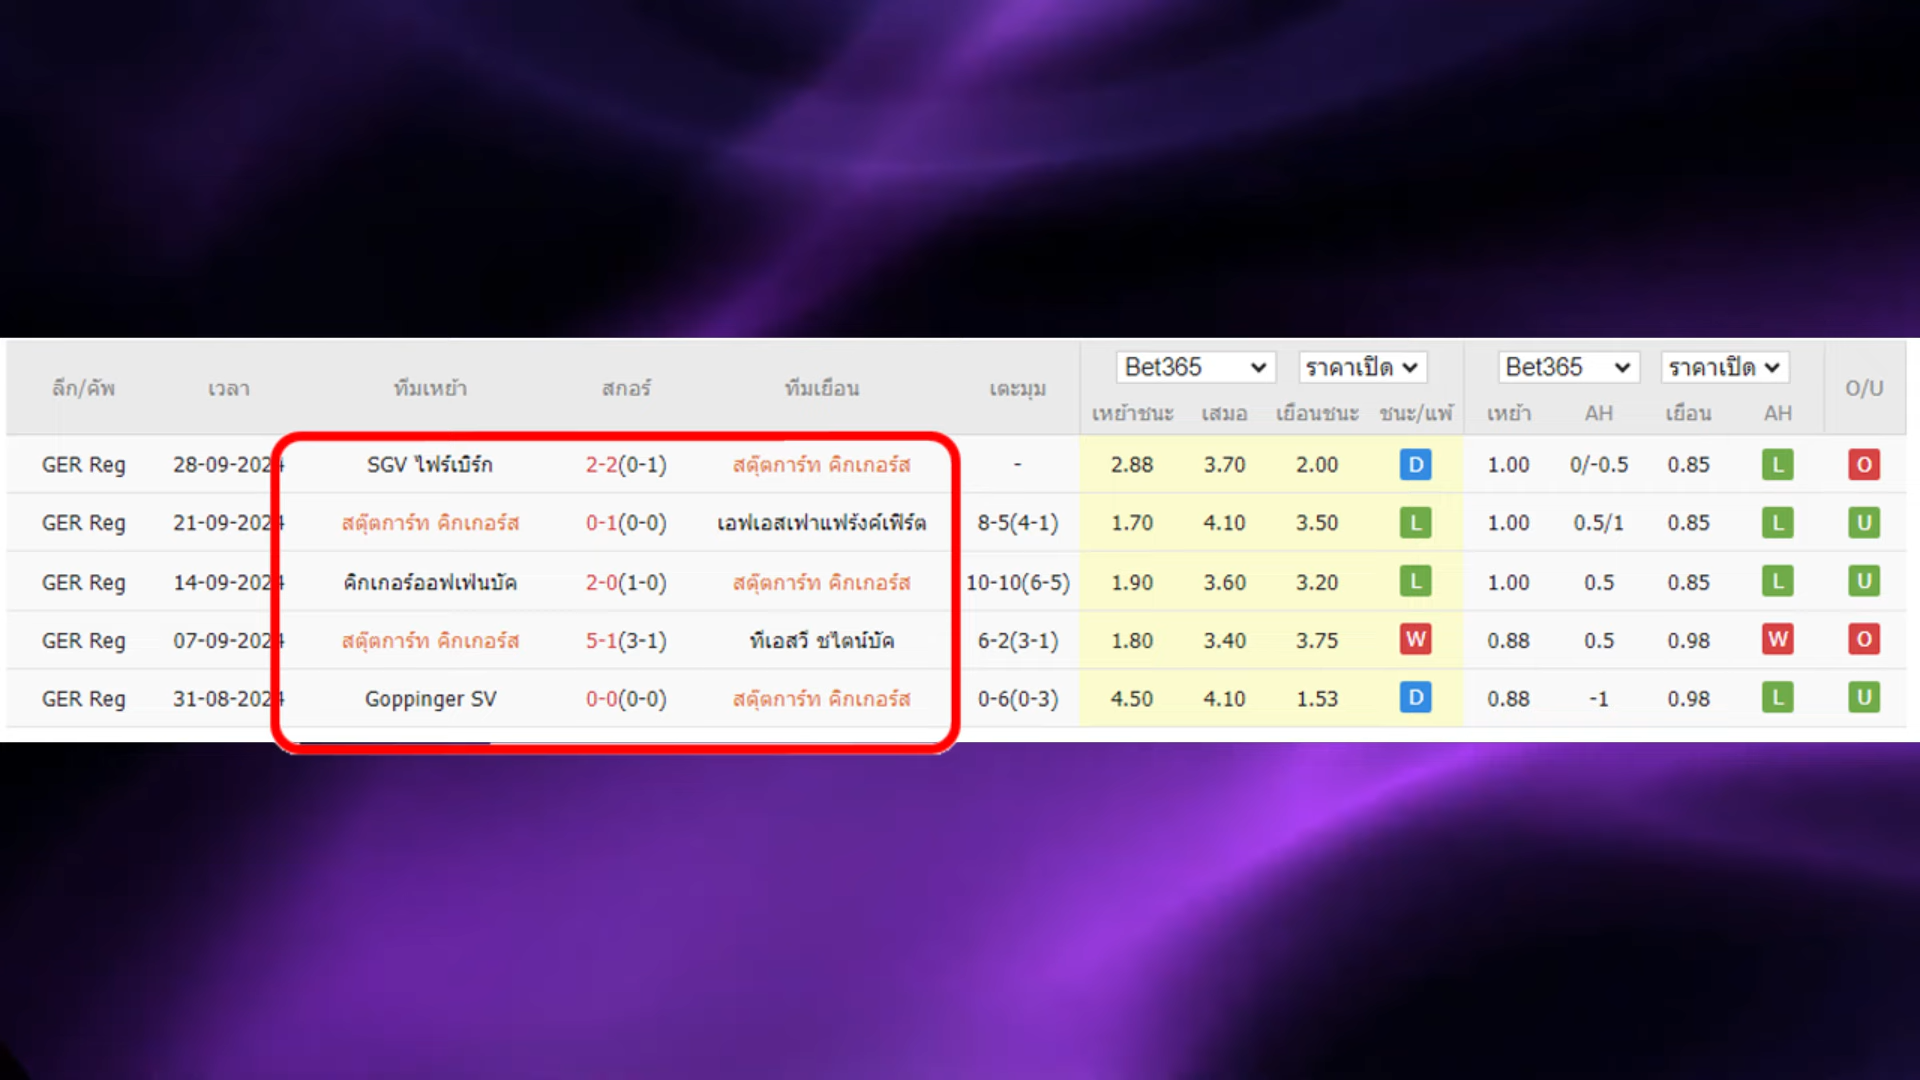 Bet365 ราคาเปิด Bet365 ราคาเปิด
ลีก/คัพ เวลา ทีมเหย้า สกอร์ ทีมเยือน เตะมุม O/U
เหย้าชนะ เสมอ เยือนชนะ ชนะ/แพ้ เหย้า AH เยือน AH
GER Reg 28-09-2024 SGV ไฟร์เบิร์ก 2-2(0-1) สตุ๊ตการ์ท คิกเกอร์ส - 2.88 3.70 2.00 D 1.00 0/-0.5 0.85 L O
GER Reg 21-09-2024 สตุ๊ตการ์ท คิกเกอร์ส 0-1(0-0) เอฟเอสเฟาแฟร้งค์เฟิร์ต 8-5(4-1) 1.70 4.10 3.50 L 1.00 0.5/1 0.85 L U
GER Reg 14-09-2024 คิกเกอร์ออฟเฟ่นบัค 2-0(1-0) สตุ๊ตการ์ท คิกเกอร์ส 10-10(6-5) 1.90 3.60 3.20 L 1.00 0.5 0.85 L U
GER Reg 07-09-2024 สตุ๊ตการ์ท คิกเกอร์ส 5-1(3-1) ทีเอสวี ชไตน์บัค 6-2(3-1) 1.80 3.40 3.75 W 0.88 0.5 0.98 W O
GER Reg 31-08-2024 Goppinger SV 0-0(0-0) สตุ๊ตการ์ท คิกเกอร์ส 0-6(0-3) 4.50 4.10 1.53 D 0.88 -1 0.98 L U